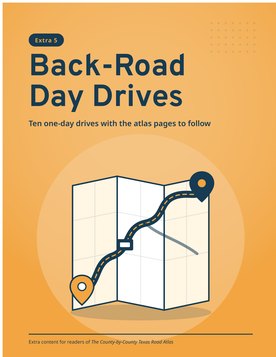 Extra 5
Back-Road
Day Drives
Ten one-day drives with the atlas pages to follow
Extra content for readers of The County-by-County Texas Road Atlas